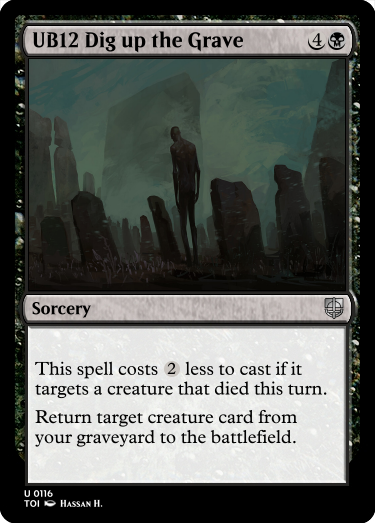 UB12 Dig up the Grave 4
Sorcery
This spell costs 2 less to cast if it
targets a creature that died this turn.
Return target creature card from
your graveyard to the battlefield.
U 0116
TOI HASSAN H.